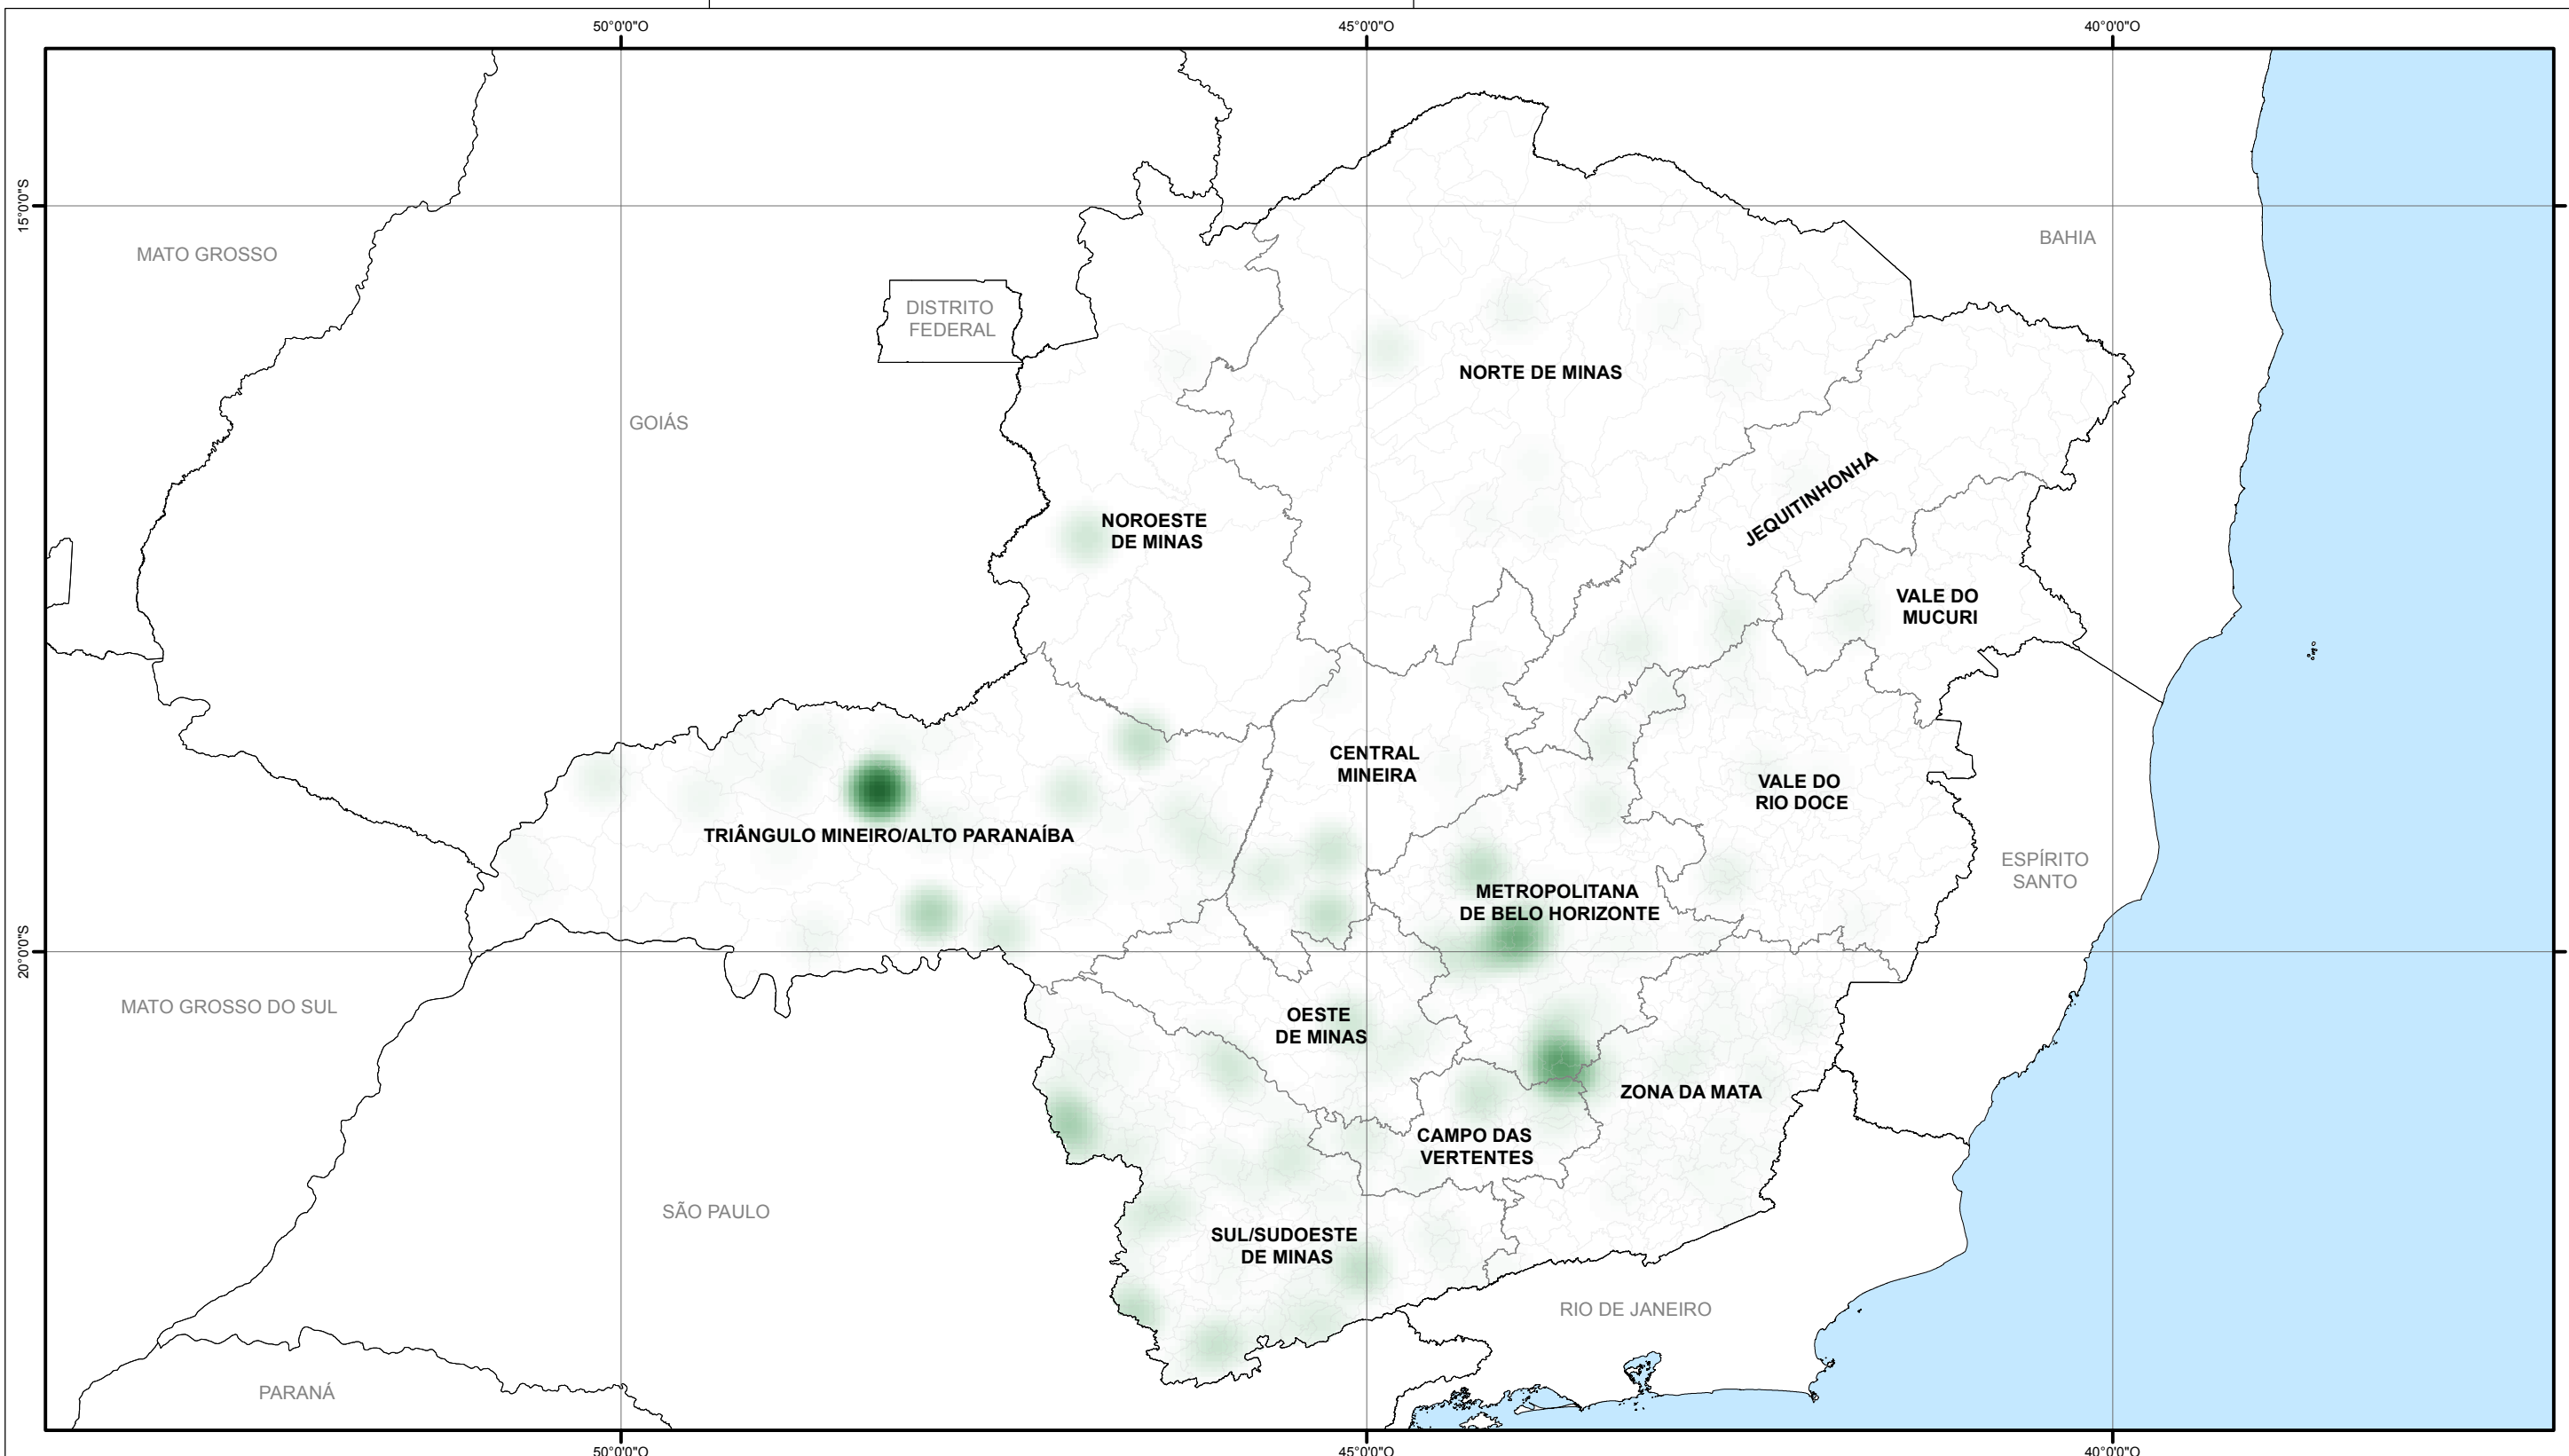 50°0'0"O
45°0'0"O
40°0'0"O
15°0'0"S
MATO GROSSO
BAHIA
DISTRITO
FEDERAL
NORTE DE MINAS
GOIÁS
JEQUITINHONHA
NOROESTE
DE MINAS
VALE DO
MUCURI
CENTRAL
MINEIRA
VALE DO
RIO DOCE
TRIÂNGULO MINEIRO/ALTO PARANAÍBA
ESPÍRITO
SANTO
METROPOLITANA
DE BELO HORIZONTE
20°0'0"S
MATO GROSSO DO SUL
OESTE
DE MINAS
ZONA DA MATA
CAMPO DAS
VERTENTES
SÃO PAULO
SUL/SUDOESTE
DE MINAS
RIO DE JANEIRO
PARANÁ
50°0'0"O
45°0'0"O
40°0'0"O